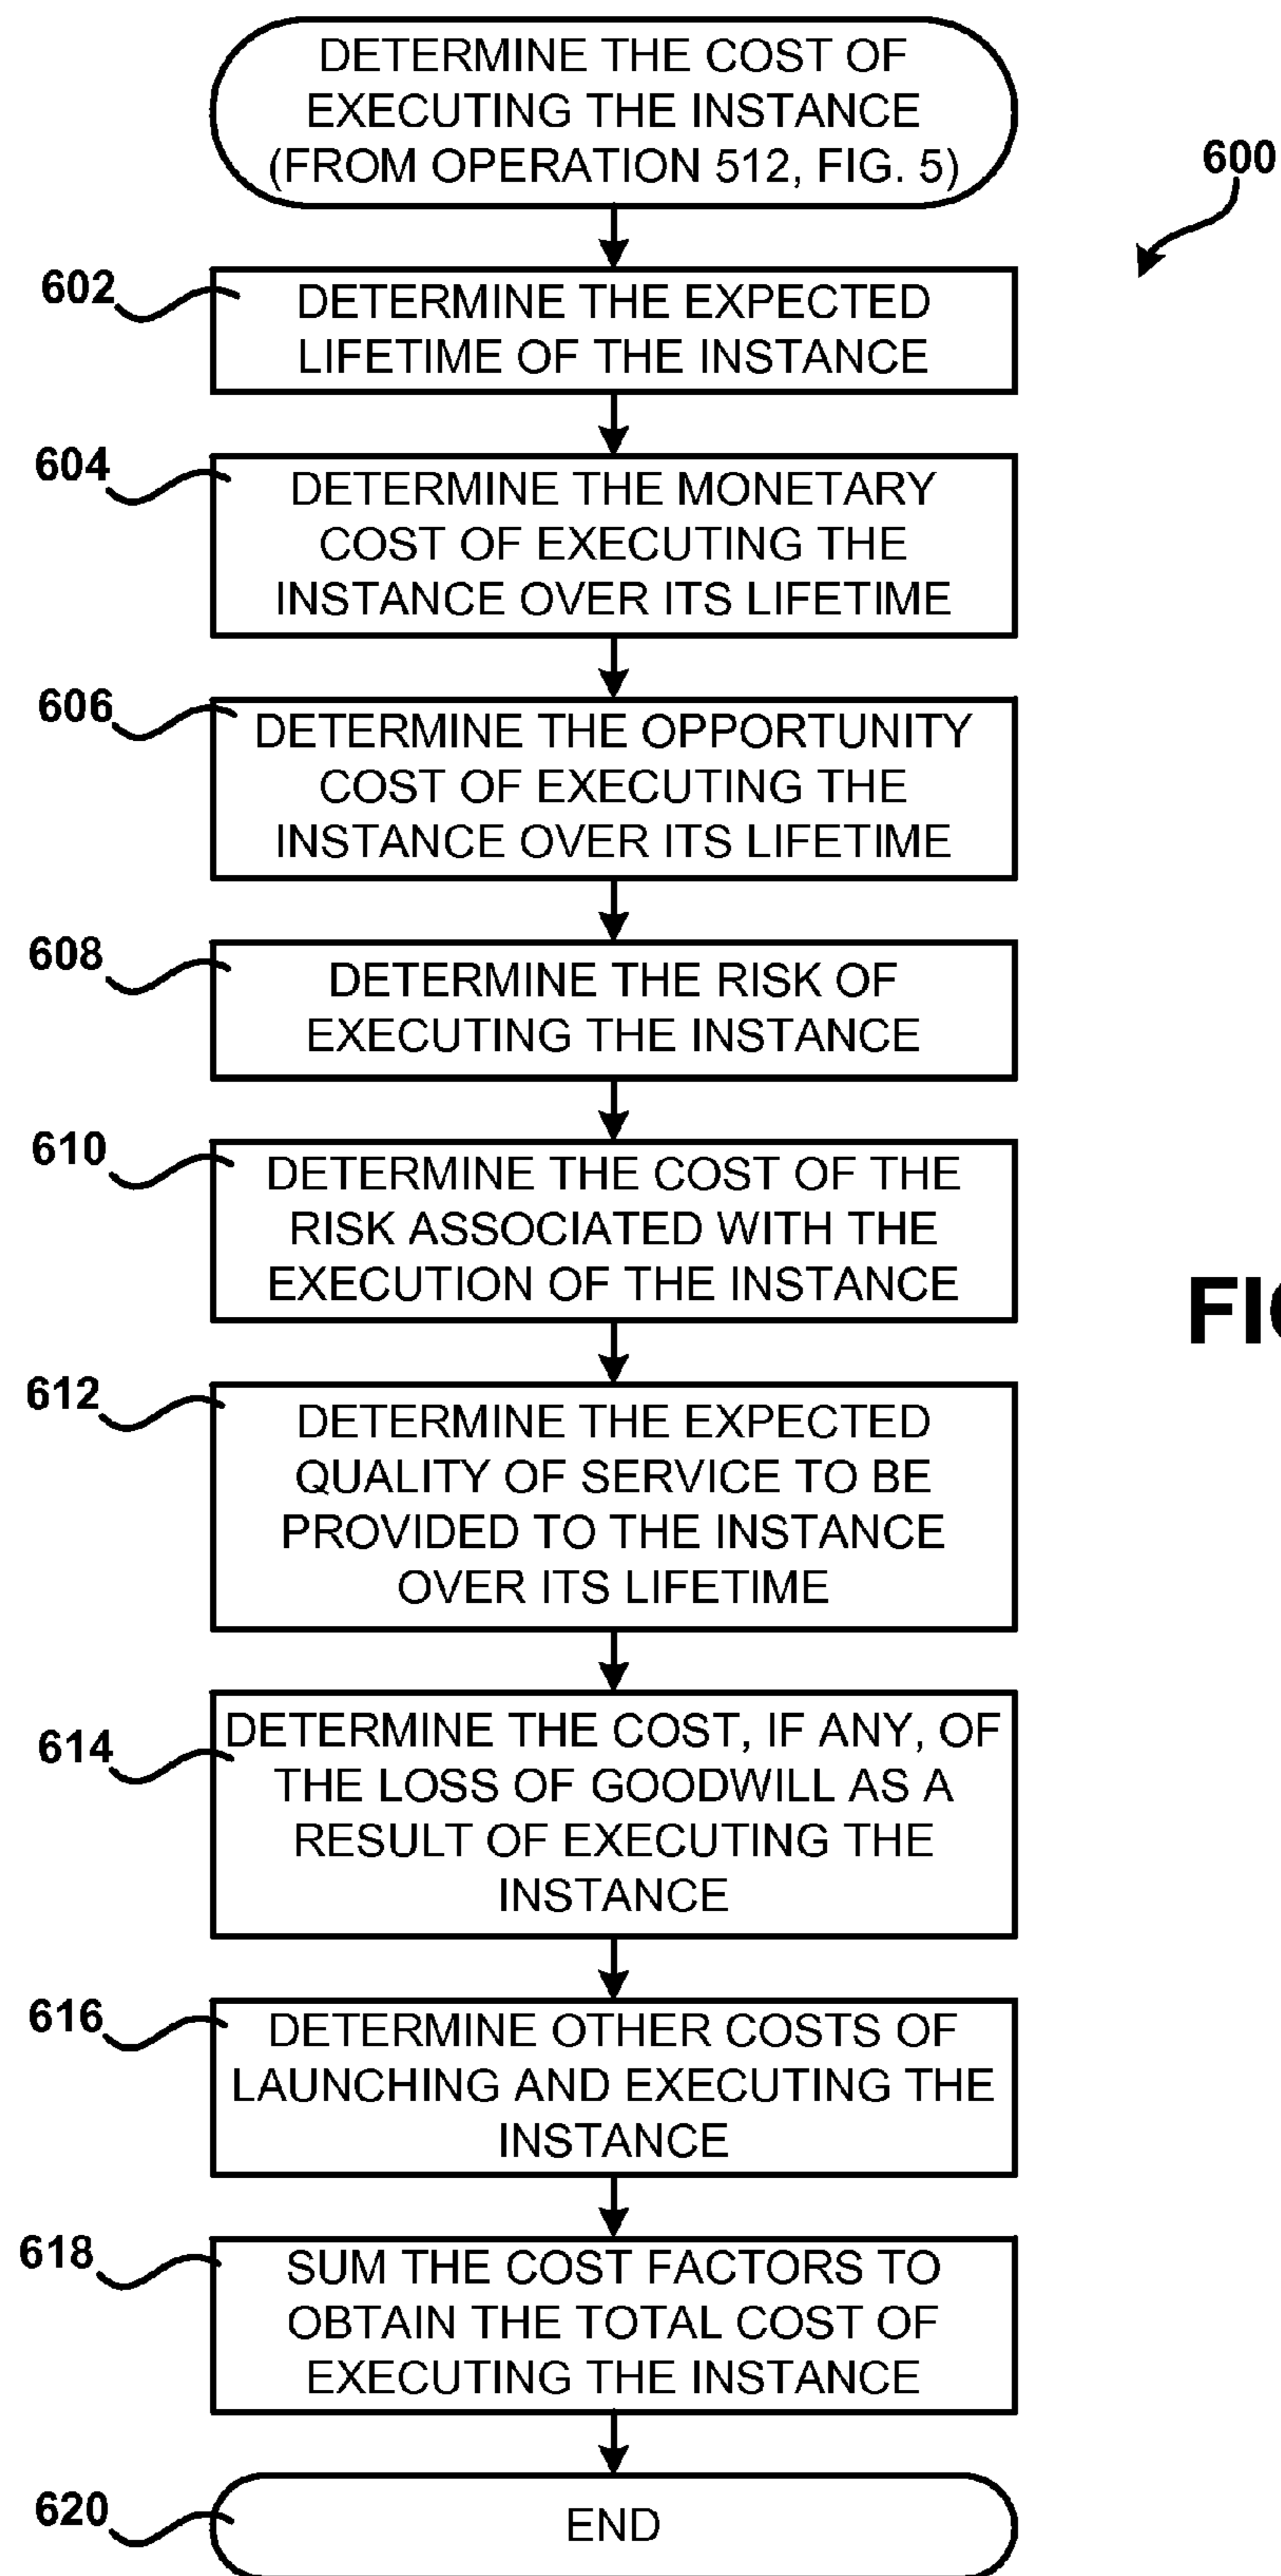 DETERMINE THE COST OF
EXECUTING THE INSTANCE
(FROM OPERATION 512, FIG. 5)
600
602
DETERMINE THE EXPECTED
LIFETIME OF THE INSTANCE
604
DETERMINE THE MONETARY
COST OF EXECUTING THE
INSTANCE OVER ITS LIFETIME
606
DETERMINE THE OPPORTUNITY
COST OF EXECUTING THE
INSTANCE OVER ITS LIFETIME
608
DETERMINE THE RISK OF
EXECUTING THE INSTANCE
610
DETERMINE THE COST OF THE
RISK ASSOCIATED WITH THE
EXECUTION OF THE INSTANCE
612
DETERMINE THE EXPECTED
QUALITY OF SERVICE TO BE
PROVIDED TO THE INSTANCE
OVER ITS LIFETIME
614
DETERMINE THE COST, IF ANY, OF
THE LOSS OF GOODWILL AS A
RESULT OF EXECUTING THE
INSTANCE
616
DETERMINE OTHER COSTS OF
LAUNCHING AND EXECUTING THE
INSTANCE
618
SUM THE COST FACTORS TO
OBTAIN THE TOTAL COST OF
EXECUTING THE INSTANCE
620
END